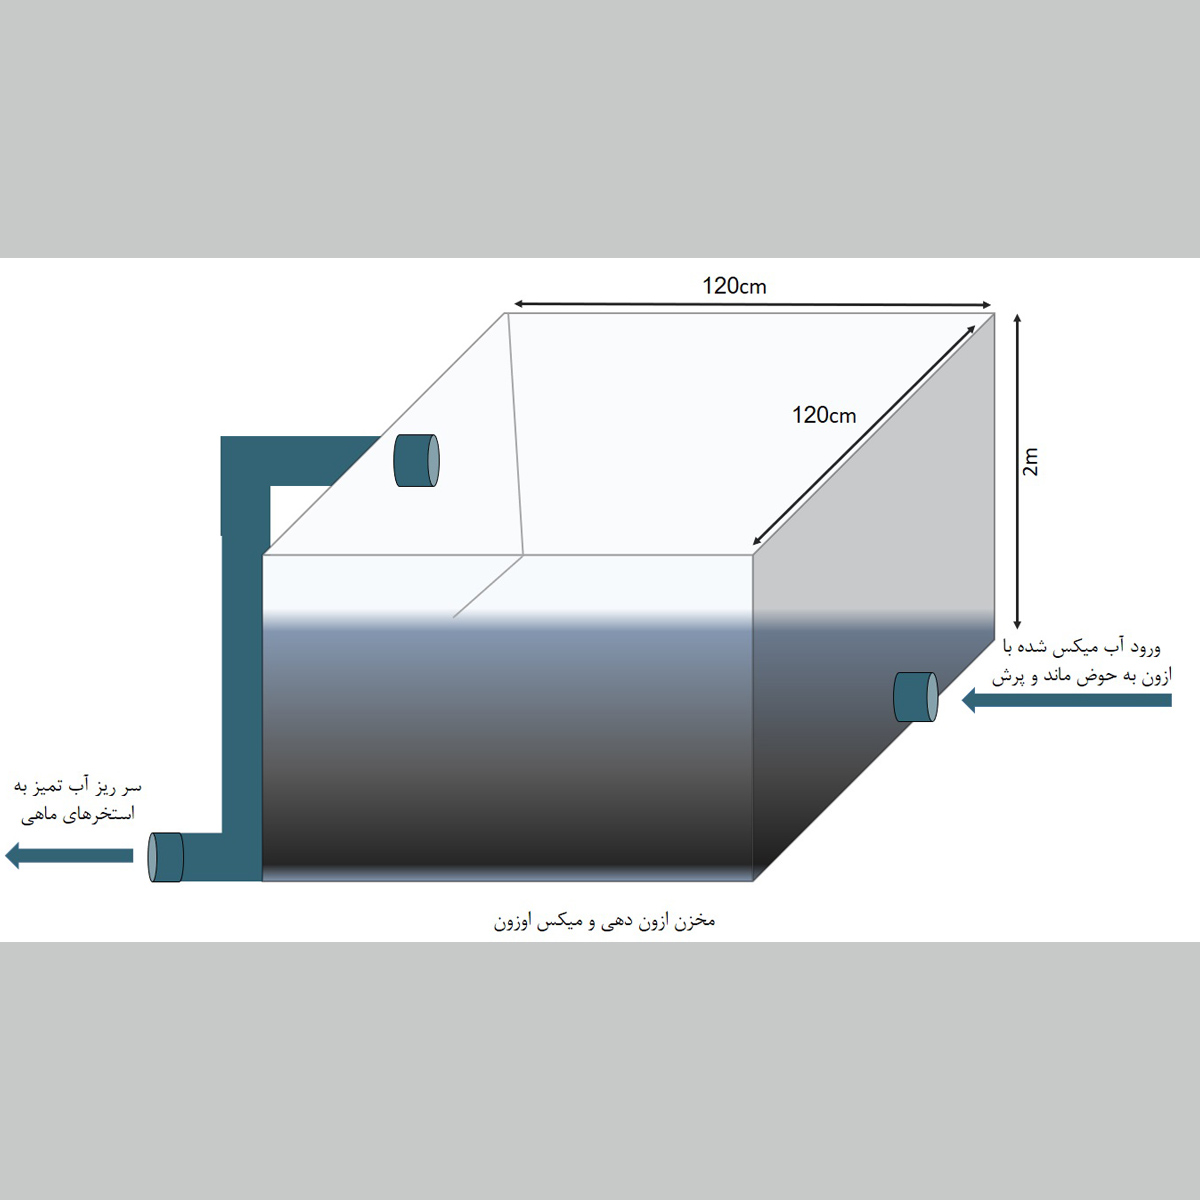 120cm
120cm
2m
ورود آب میکس شده با
ازون به حوض ماند و پرش
سر ریز آب تمیز به
استخرهای ماهی
مخزن ازون دهی و میکس اوزون